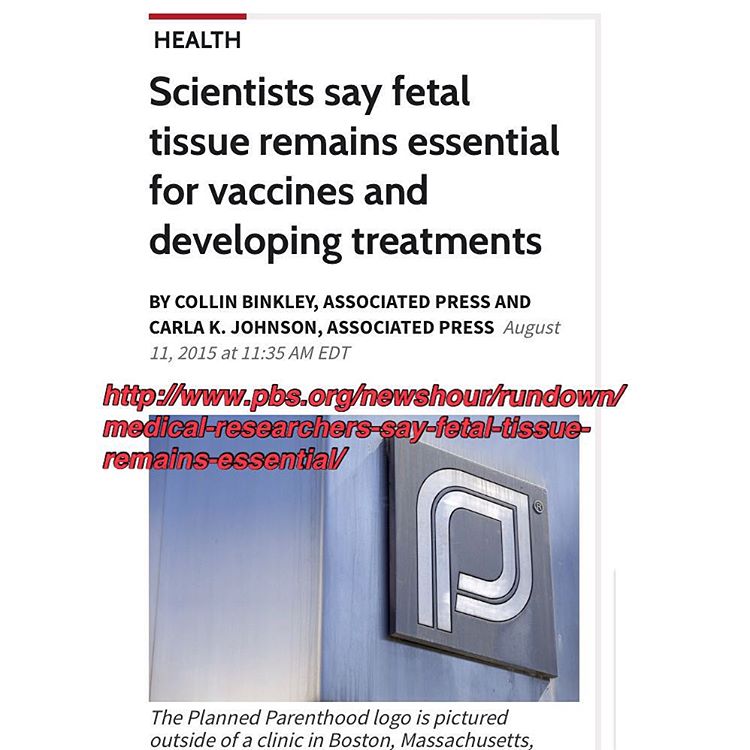 HEALTH
Scientists say fetal
tissue remains essential
for vaccines and
developing treatments
BY COLLIN BINKLEY, ASSOCIATED PRESS AND
CARLA K. JOHNSON, ASSOCIATED PRESS August
11, 2015 at 11:35 AM EDT
http://www.pbs.org/newshour/rundown/
medical-researchers-say-fetal-tissue-
remains-essential/
®
The Planned Parenthood logo is pictured
outside of a clinic in Boston, Massachusetts,